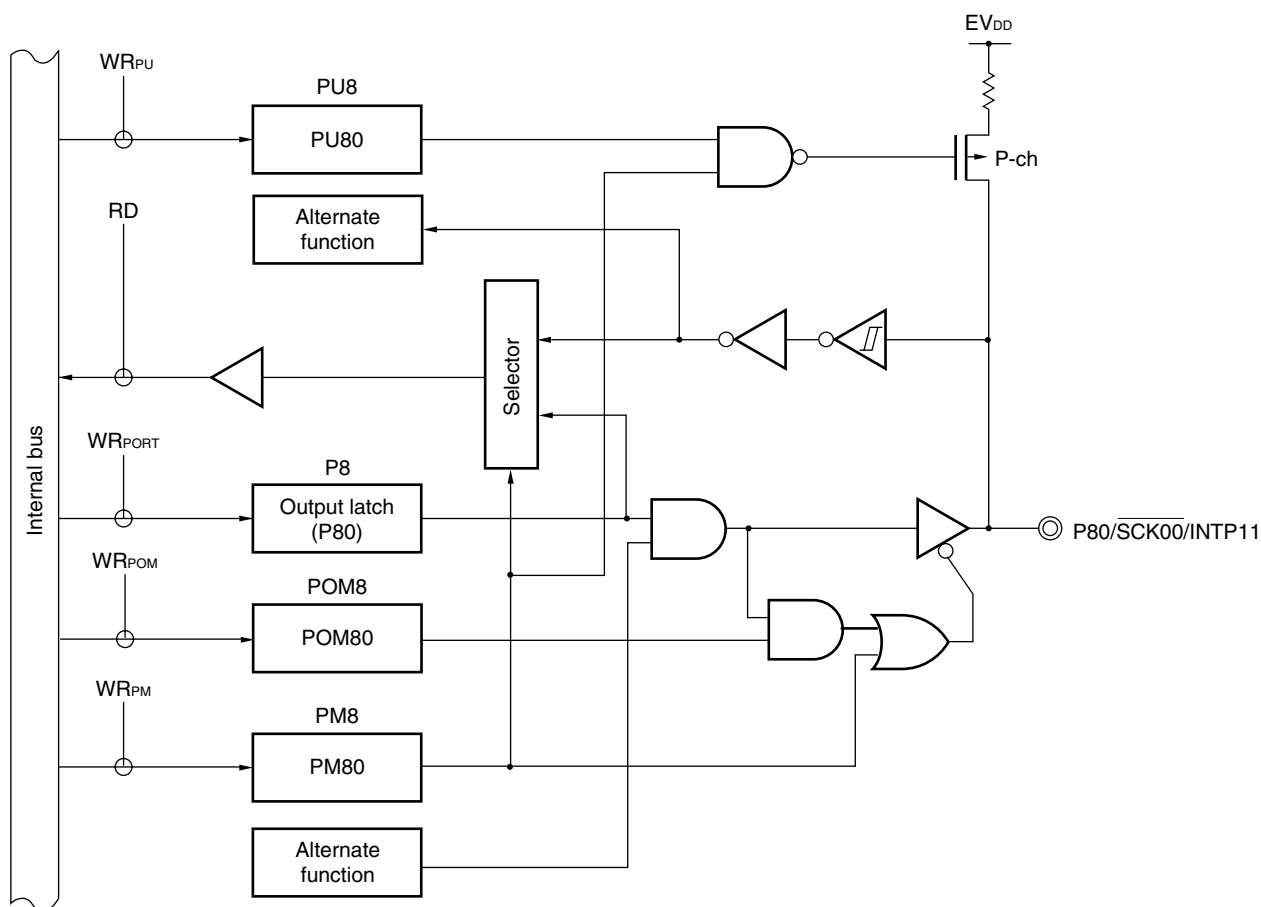 EVDD
WRPU
PU8
PU80
P-ch
RD
Alternate
function
Selector
WRPORT
P8
Output latch
(P80)
P80/SCK00/INTP11
Internal bus
WRPOM
POM8
POM80
WRPM
PM8
PM80
Alternate
function